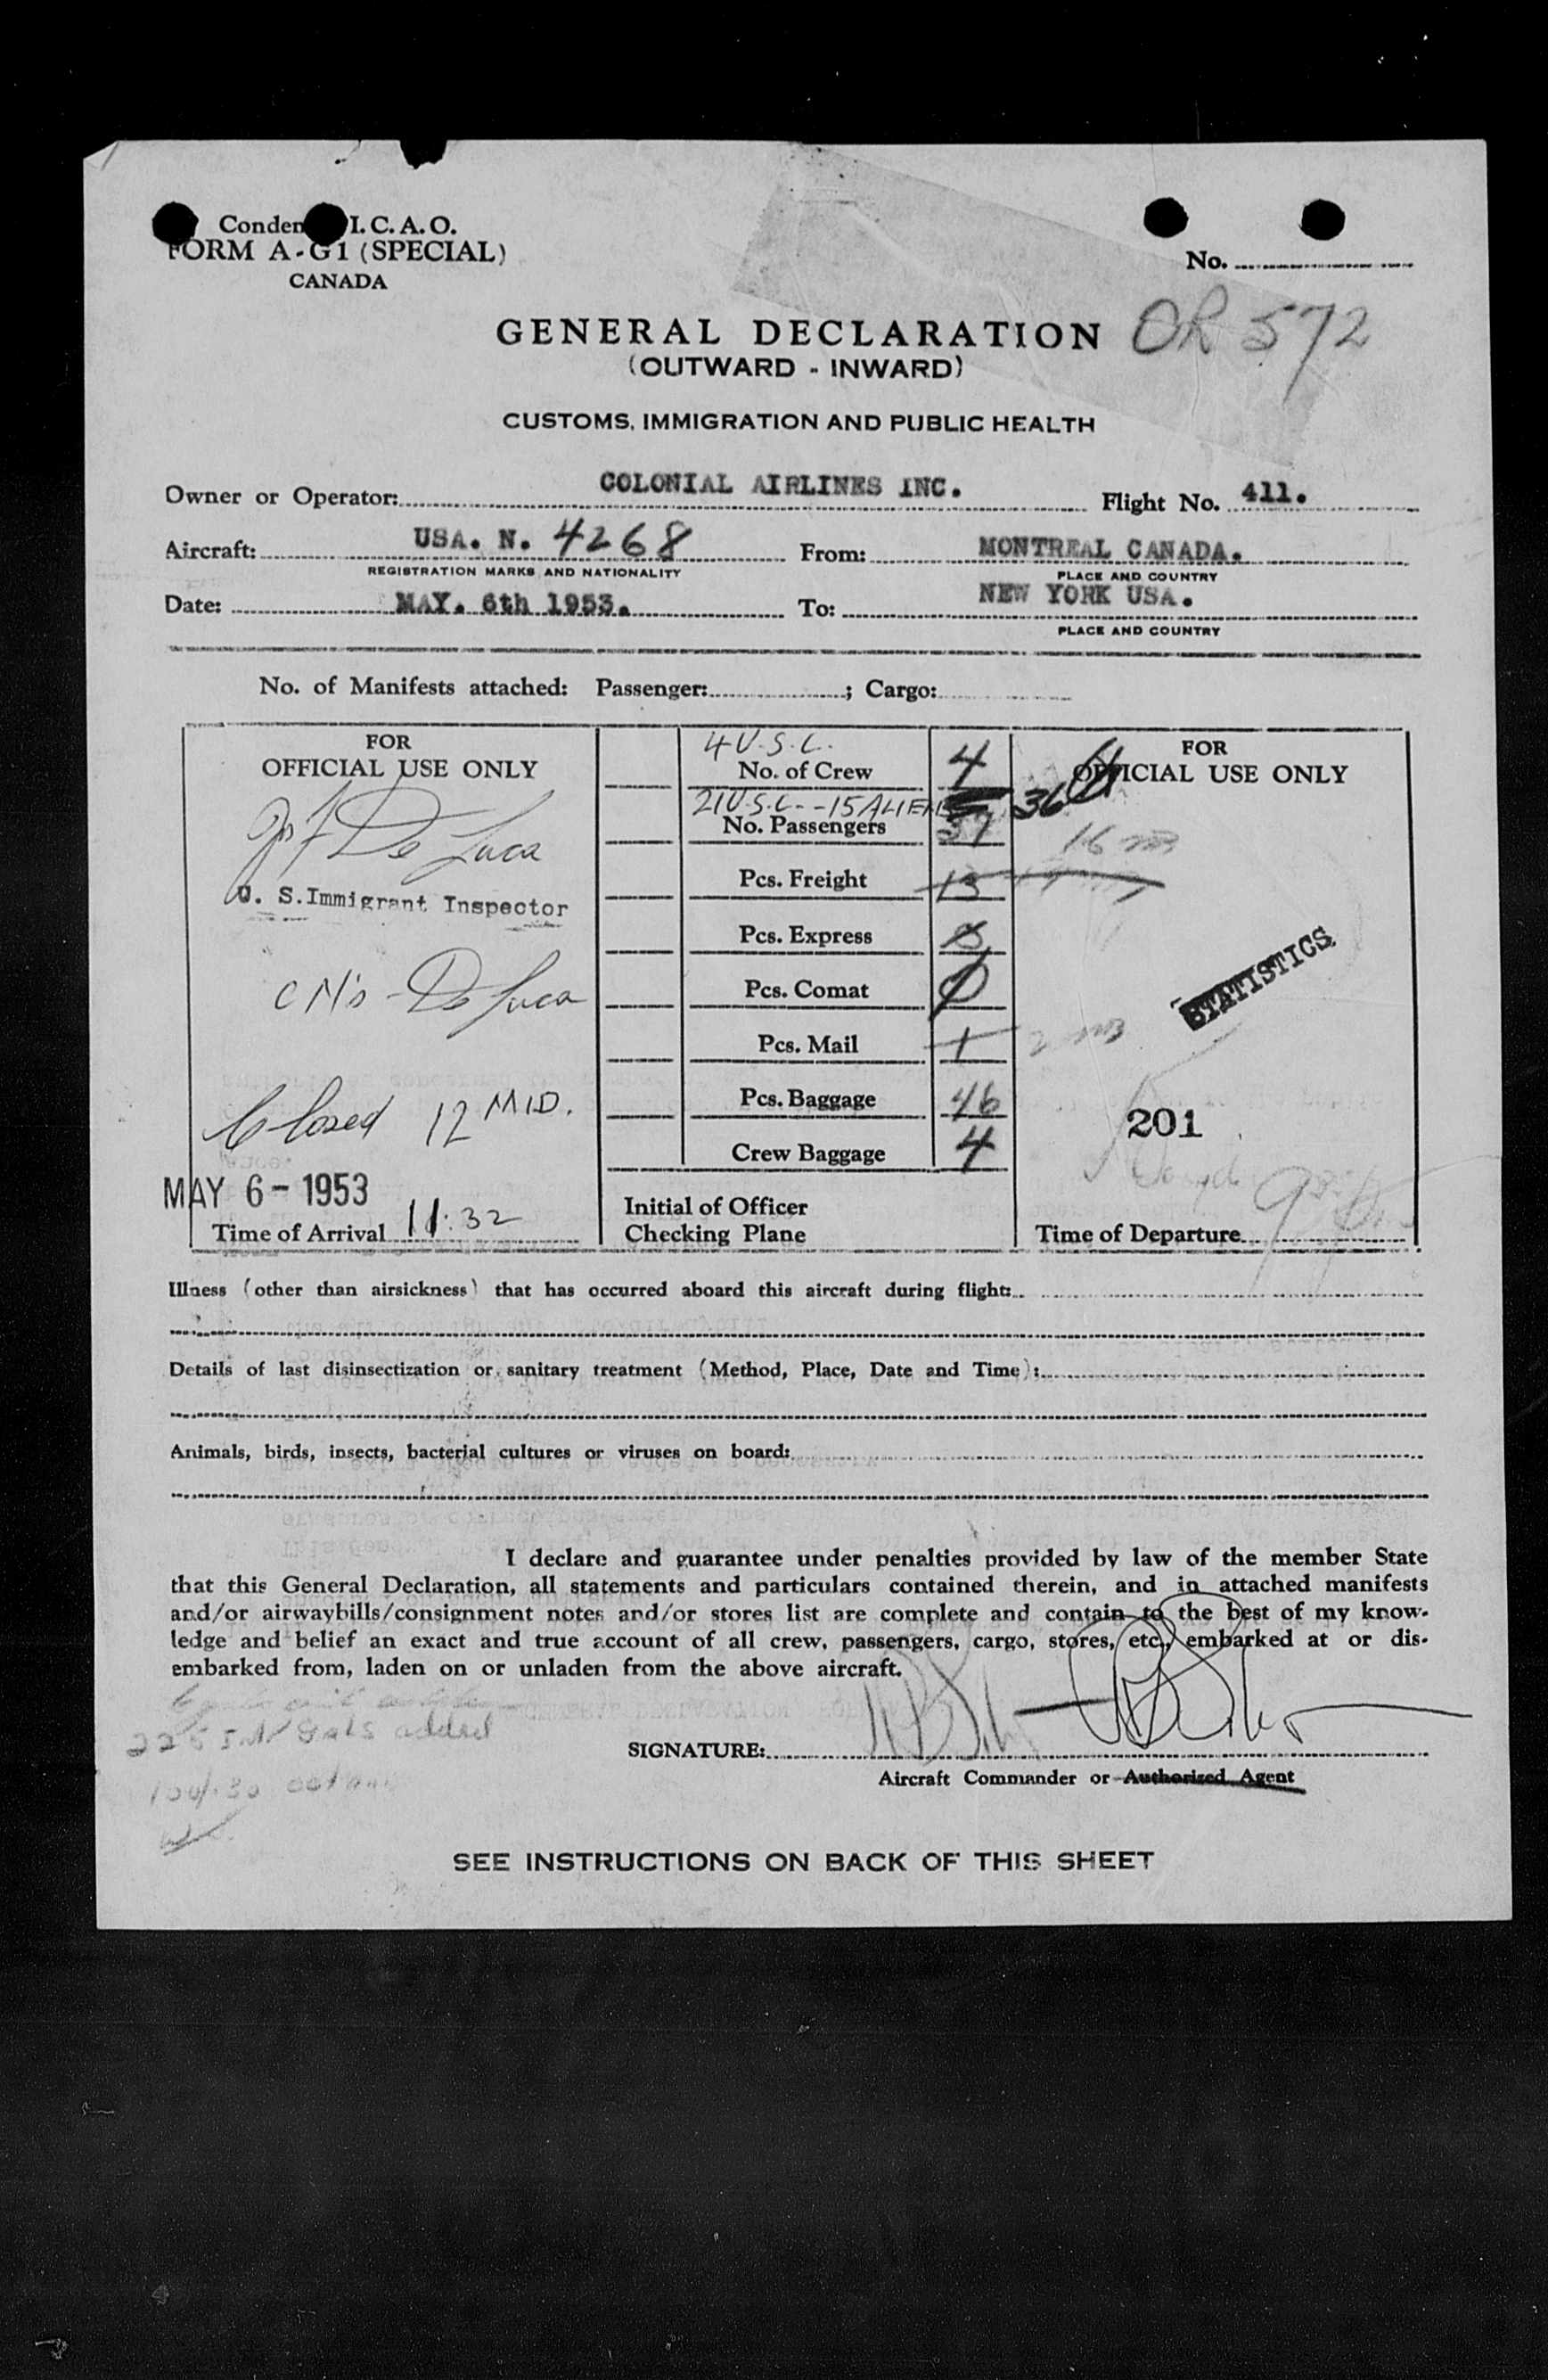 Conden I. C. A. O.
FORM A-G1 (SPECIAL)
CANADA
No.
GENERAL DECLARATION
OR 572
(OUTWARD - INWARD)
CUSTOMS, IMMIGRATION AND PUBLIC HEALTH
Owner or Operator: COLONIAL AIRLINES INC. Flight No. 411.
Aircraft: USA. N. 4268 From: MONTREAL CANADA.
REGISTRATION MARKS AND NATIONALITY PLACE AND COUNTRY
Date: MAY. 6th 1953. To: NEW YORK USA.
PLACE AND COUNTRY
No. of Manifests attached: Passenger: ; Cargo:
FOR
OFFICIAL USE ONLY
De Luca
U. S. Immigrant Inspector
De Luca
Closed 12 MID.
MAY 6 - 1953
Time of Arrival 11:32
4 U.S.C.
No. of Crew 4
21 U.S.C. - 15 ALIENS
No. Passengers 37 36
Pcs. Freight 13
Pcs. Express
Pcs. Comat
Pcs. Mail 1
Pcs. Baggage 46
Crew Baggage 4
Initial of Officer
Checking Plane
FOR
OFFICIAL USE ONLY
16
STATISTICS
201
Time of Departure
Illness (other than airsickness) that has occurred aboard this aircraft during flight:
Details of last disinsectization or sanitary treatment (Method, Place, Date and Time):
Animals, birds, insects, bacterial cultures or viruses on board:
I declare and guarantee under penalties provided by law of the member State
that this General Declaration, all statements and particulars contained therein, and in attached manifests
and/or airwaybills/consignment notes and/or stores list are complete and contain to the best of my know-
ledge and belief an exact and true account of all crew, passengers, cargo, stores, etc., embarked at or dis-
embarked from, laden on or unladen from the above aircraft.
225 Gals added
SIGNATURE:
Aircraft Commander or Authorized Agent
SEE INSTRUCTIONS ON BACK OF THIS SHEET